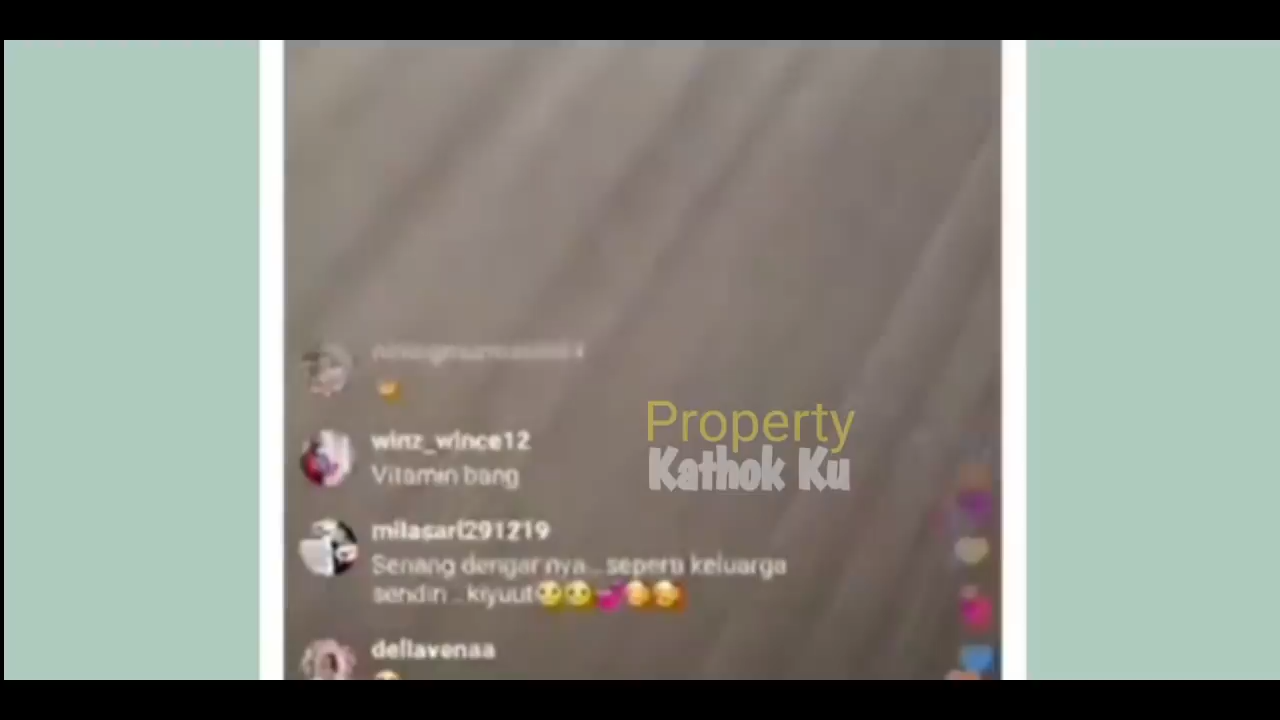 winz_wince12
Vitamin bang
Property
Kathok Ku
milasari291219
Senang dengar nya...seperti keluarga
sendiri ..kiyuut
dellavenaa